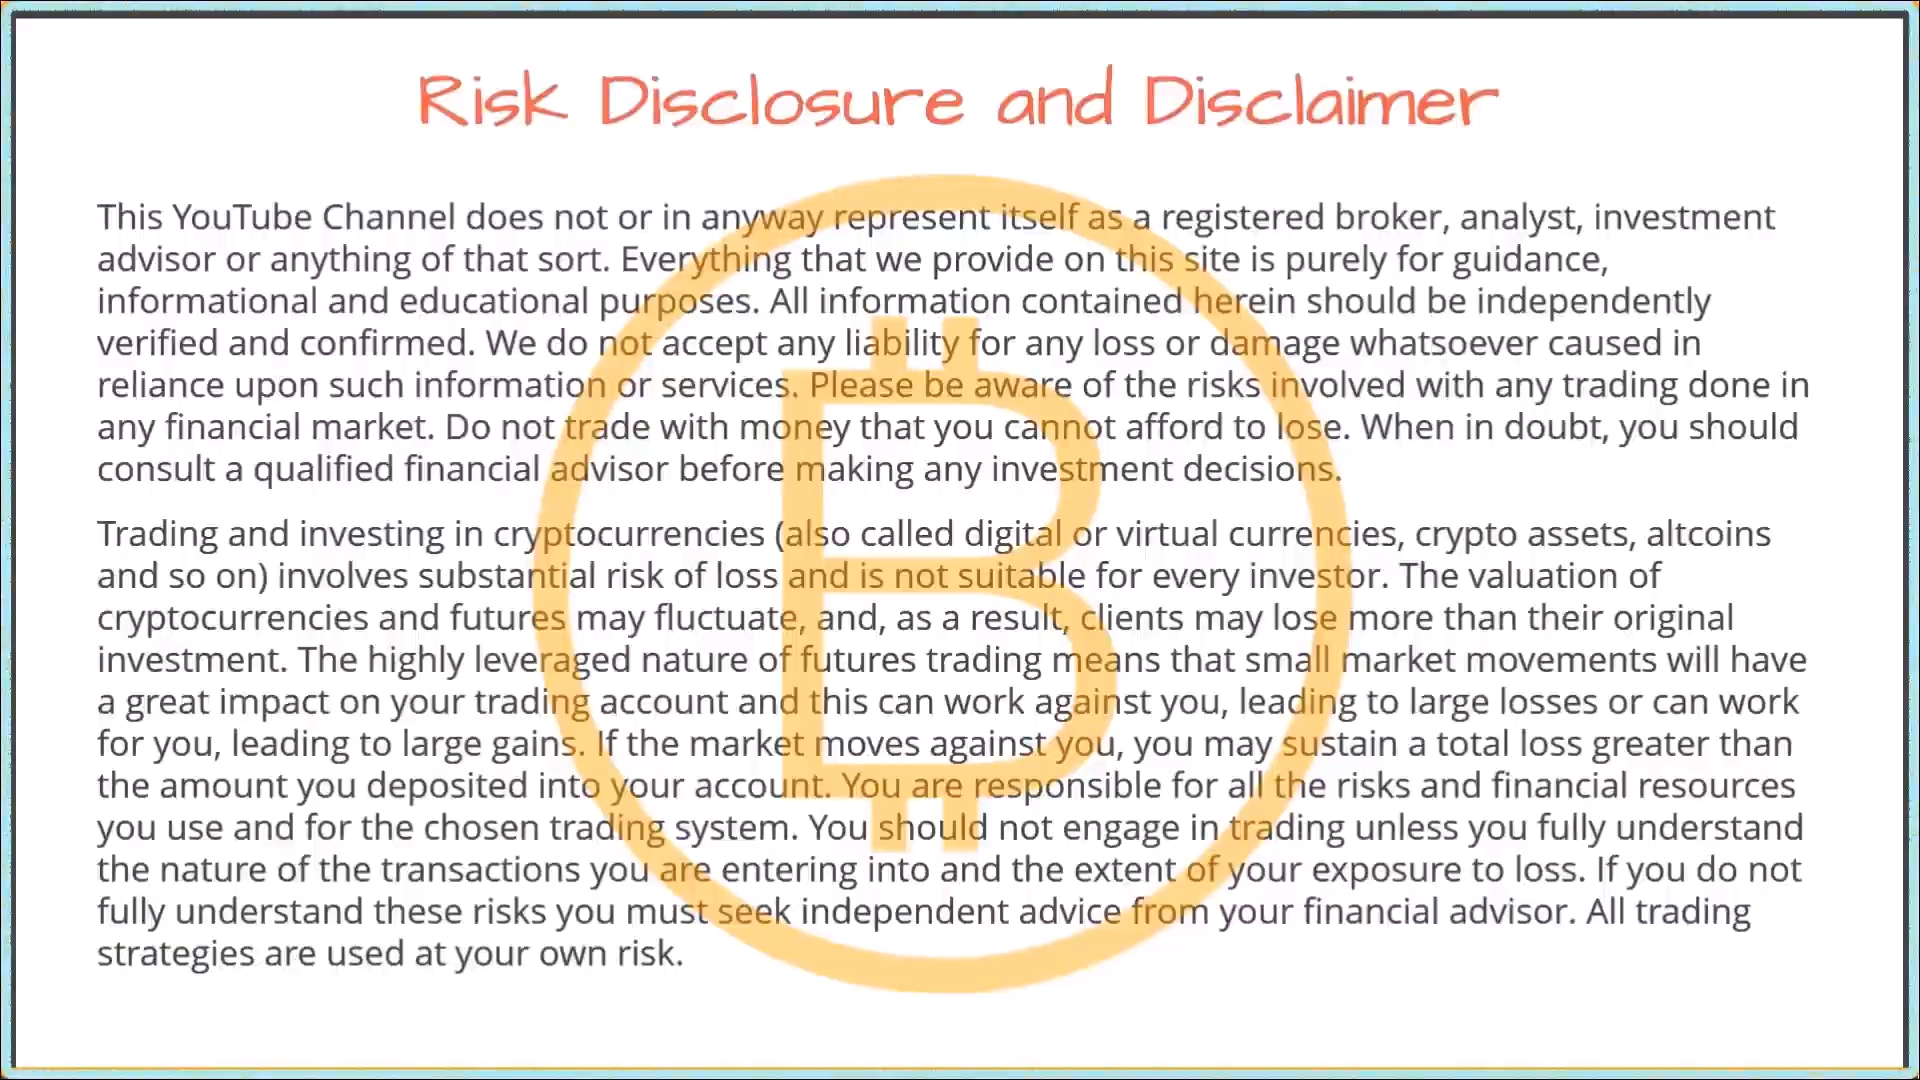 Risk Disclosure and Disclaimer
This YouTube Channel does not or in anyway represent itself as a registered broker, analyst, investment
advisor or anything of that sort. Everything that we provide on this site is purely for guidance,
informational and educational purposes. All information contained herein should be independently
verified and confirmed. We do not accept any liability for any loss or damage whatsoever caused in
reliance upon such information or services. Please be aware of the risks involved with any trading done in
any financial market. Do not trade with money that you cannot afford to lose. When in doubt, you should
consult a qualified financial advisor before making any investment decisions.
Trading and investing in cryptocurrencies (also called digital or virtual currencies, crypto assets, altcoins
and so on) involves substantial risk of loss and is not suitable for every investor. The valuation of
cryptocurrencies and futures may fluctuate, and, as a result, clients may lose more than their original
investment. The highly leveraged nature of futures trading means that small market movements will have
a great impact on your trading account and this can work against you, leading to large losses or can work
for you, leading to large gains. If the market moves against you, you may sustain a total loss greater than
the amount you deposited into your account. You are responsible for all the risks and financial resources
you use and for the chosen trading system. You should not engage in trading unless you fully understand
the nature of the transactions you are entering into and the extent of your exposure to loss. If you do not
fully understand these risks you must seek independent advice from your financial advisor. All trading
strategies are used at your own risk.